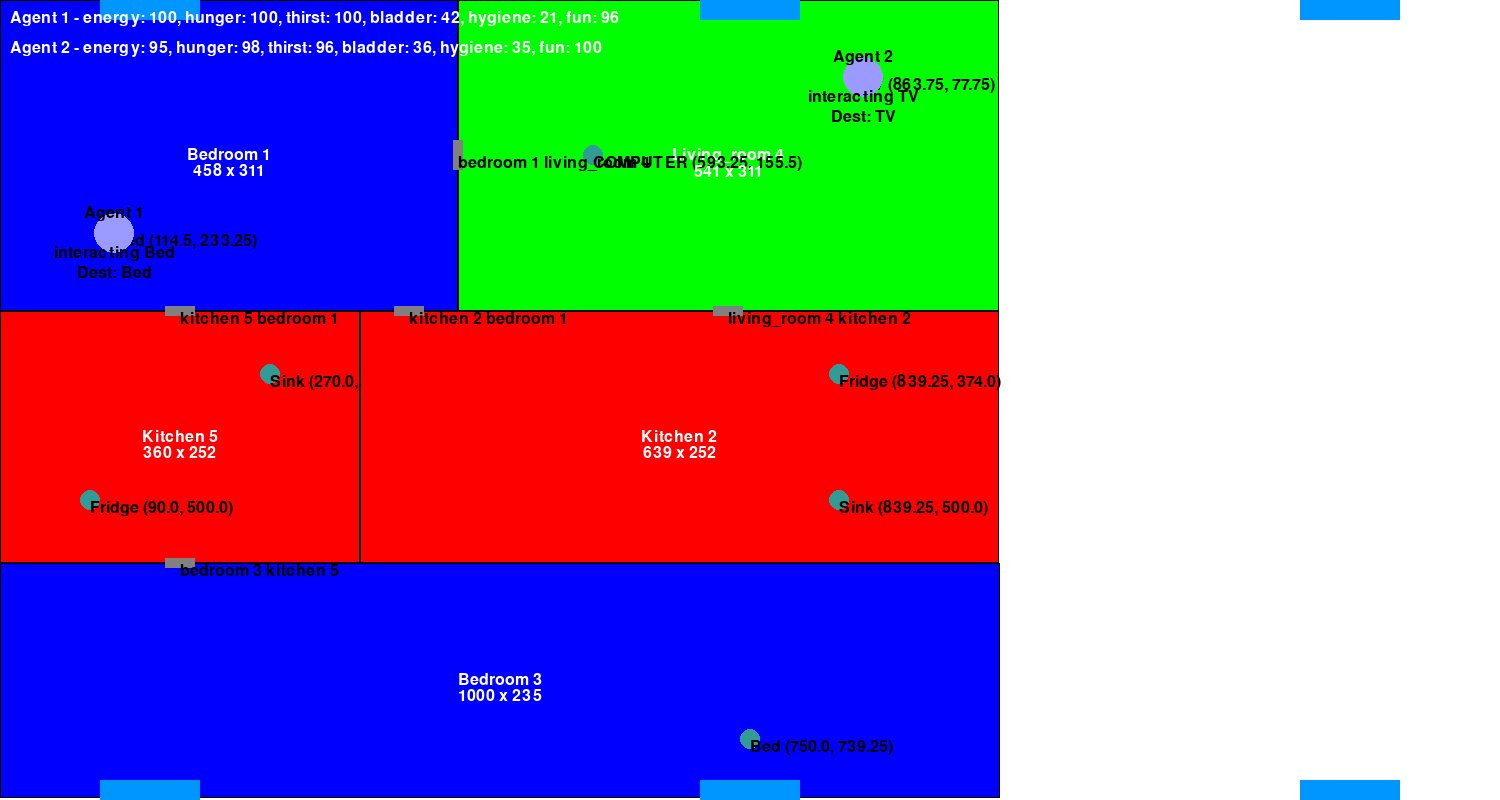 Agent 1 - energy: 100, hunger: 100, thirst: 100, bladder: 42, hygiene: 21, fun: 96
Agent 2 - energy: 95, hunger: 98, thirst: 96, bladder: 36, hygiene: 35, fun: 100
Agent 2
(863.75, 77.75)
interacting TV
Dest: TV
Bedroom 1
458 x 311
bedroom 1 living_room 4
COMPUTER (593.25, 155.5)
Living_room 4
541 x 311
Agent 1
(114.5, 233.25)
interacting Bed
Dest: Bed
kitchen 5 bedroom 1
kitchen 2 bedroom 1
living_room 4 kitchen 2
Sink (270.0,
Fridge (839.25, 374.0)
Kitchen 5
360 x 252
Kitchen 2
639 x 252
Fridge (90.0, 500.0)
Sink (839.25, 500.0)
bedroom 3 kitchen 5
Bedroom 3
1000 x 235
Bed (750.0, 739.25)